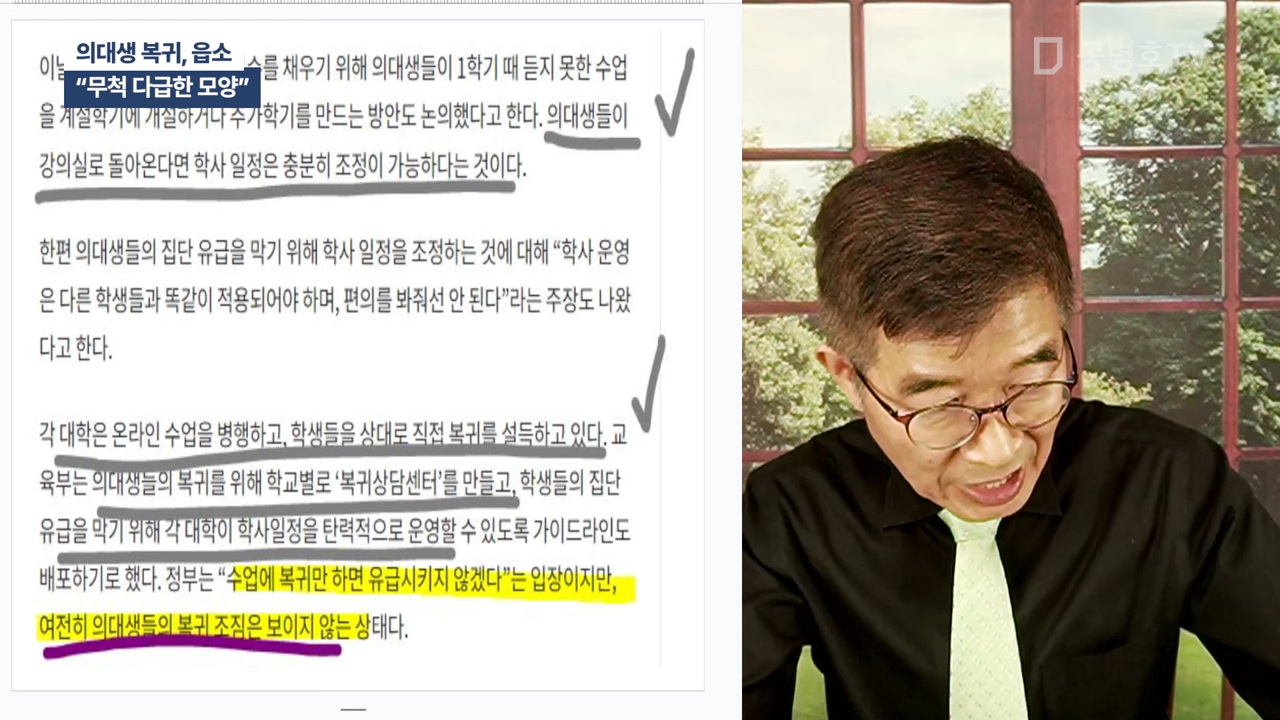 의대생 복귀, 읍소
“무척 다급한 모양”
이날 수를 채우기 위해 의대생들이 1학기 때 듣지 못한 수업
을 계절학기에 개설하거나 추가학기를 만드는 방안도 논의했다고 한다. 의대생들이
강의실로 돌아온다면 학사 일정은 충분히 조정이 가능하다는 것이다.
한편 의대생들의 집단 유급을 막기 위해 학사 일정을 조정하는 것에 대해 “학사 운영
은 다른 학생들과 똑같이 적용되어야 하며, 편의를 봐줘선 안 된다”라는 주장도 나왔
다고 한다.
각 대학은 온라인 수업을 병행하고, 학생들을 상대로 직접 복귀를 설득하고 있다. 교
육부는 의대생들의 복귀를 위해 학교별로 ‘복귀상담센터’를 만들고, 학생들의 집단
유급을 막기 위해 각 대학이 학사일정을 탄력적으로 운영할 수 있도록 가이드라인도
배포하기로 했다. 정부는 “수업에 복귀만 하면 유급시키지 않겠다”는 입장이지만,
여전히 의대생들의 복귀 조짐은 보이지 않는 상태다.
공병호TV